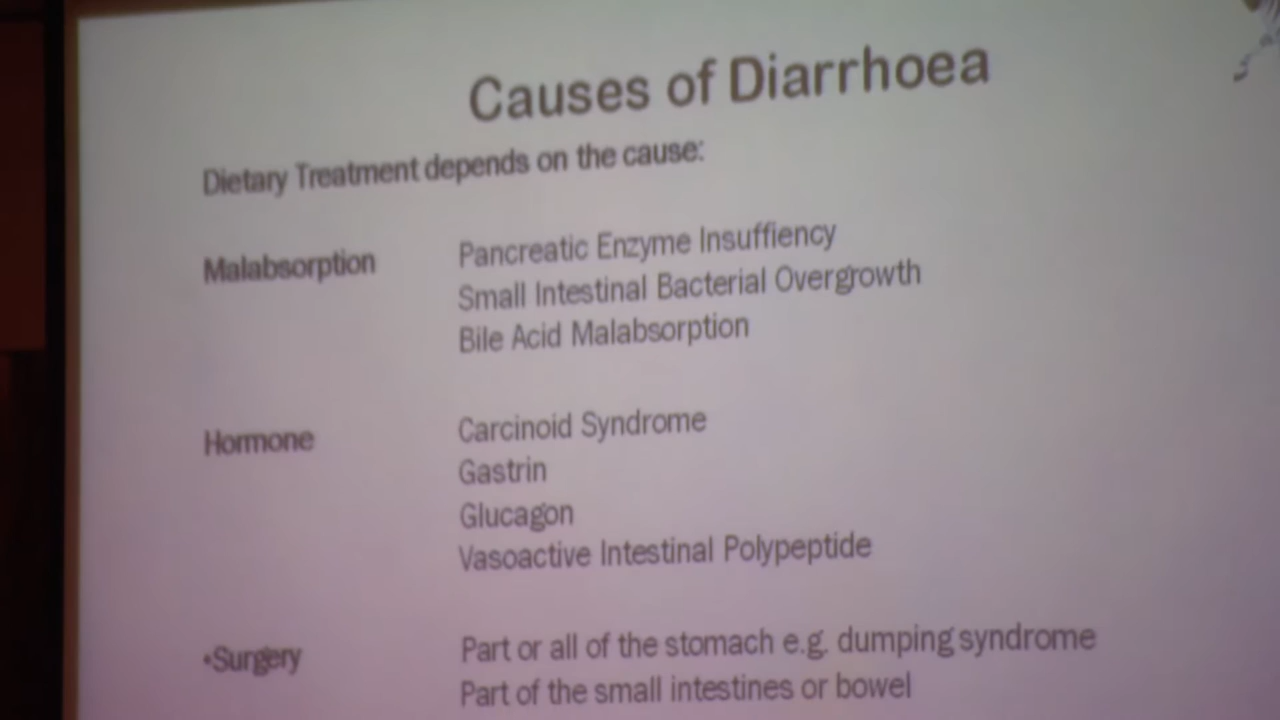 Causes of Diarrhoea
Dietary Treatment depends on the cause:
Malabsorption Pancreatic Enzyme Insuffiency
Small Intestinal Bacterial Overgrowth
Bile Acid Malabsorption
Hormone Carcinoid Syndrome
Gastrin
Glucagon
Vasoactive Intestinal Polypeptide
•Surgery Part or all of the stomach e.g. dumping syndrome
Part of the small intestines or bowel